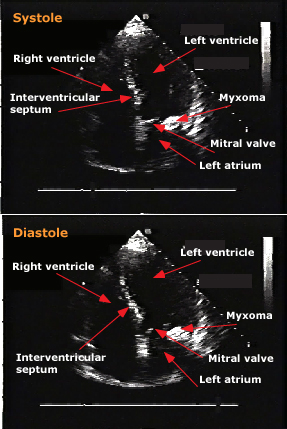 Systole
Left ventricle
Right ventricle
Interventricular
septum
Myxoma
Mitral valve
Left atrium
Diastole
Left ventricle
Right ventricle
Myxoma
Interventricular
septum
Mitral valve
Left atrium